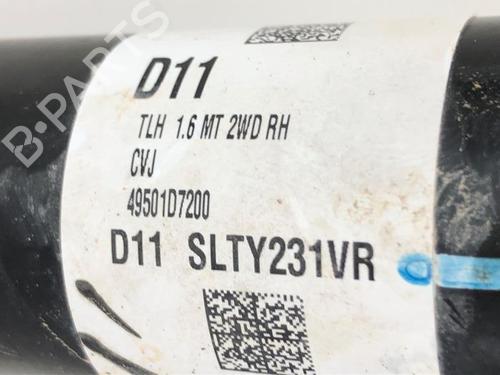 B-PARTS
D11
TLH 1.6 MT 2WD RH
CVJ
49501D7200
D11 SLTY231VR